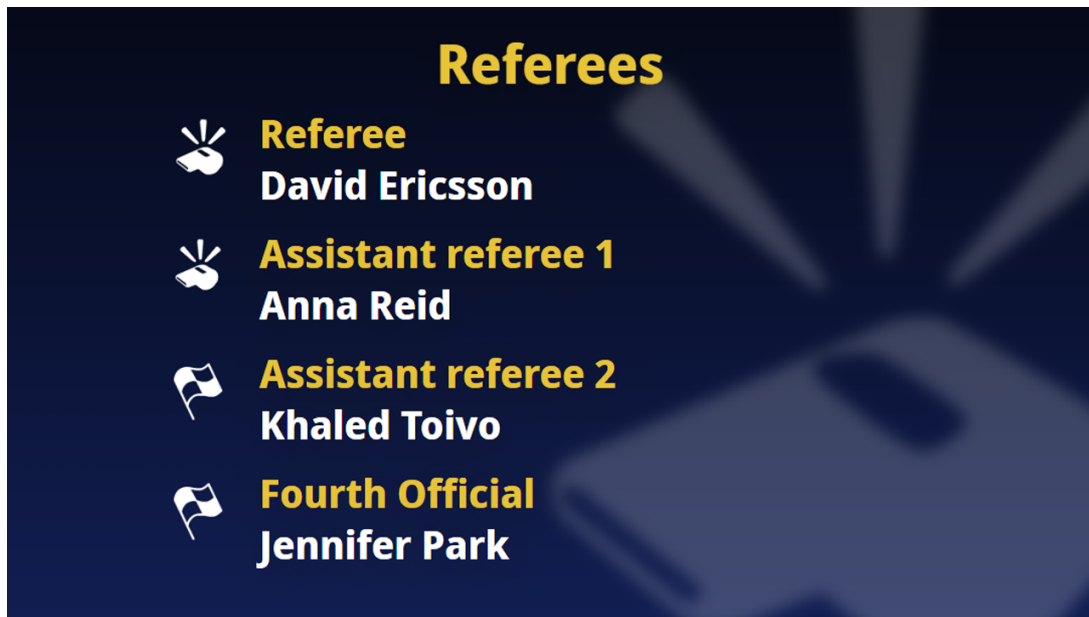 Referees
Referee
David Ericsson
Assistant referee 1
Anna Reid
Assistant referee 2
Khaled Toivo
Fourth Official
Jennifer Park